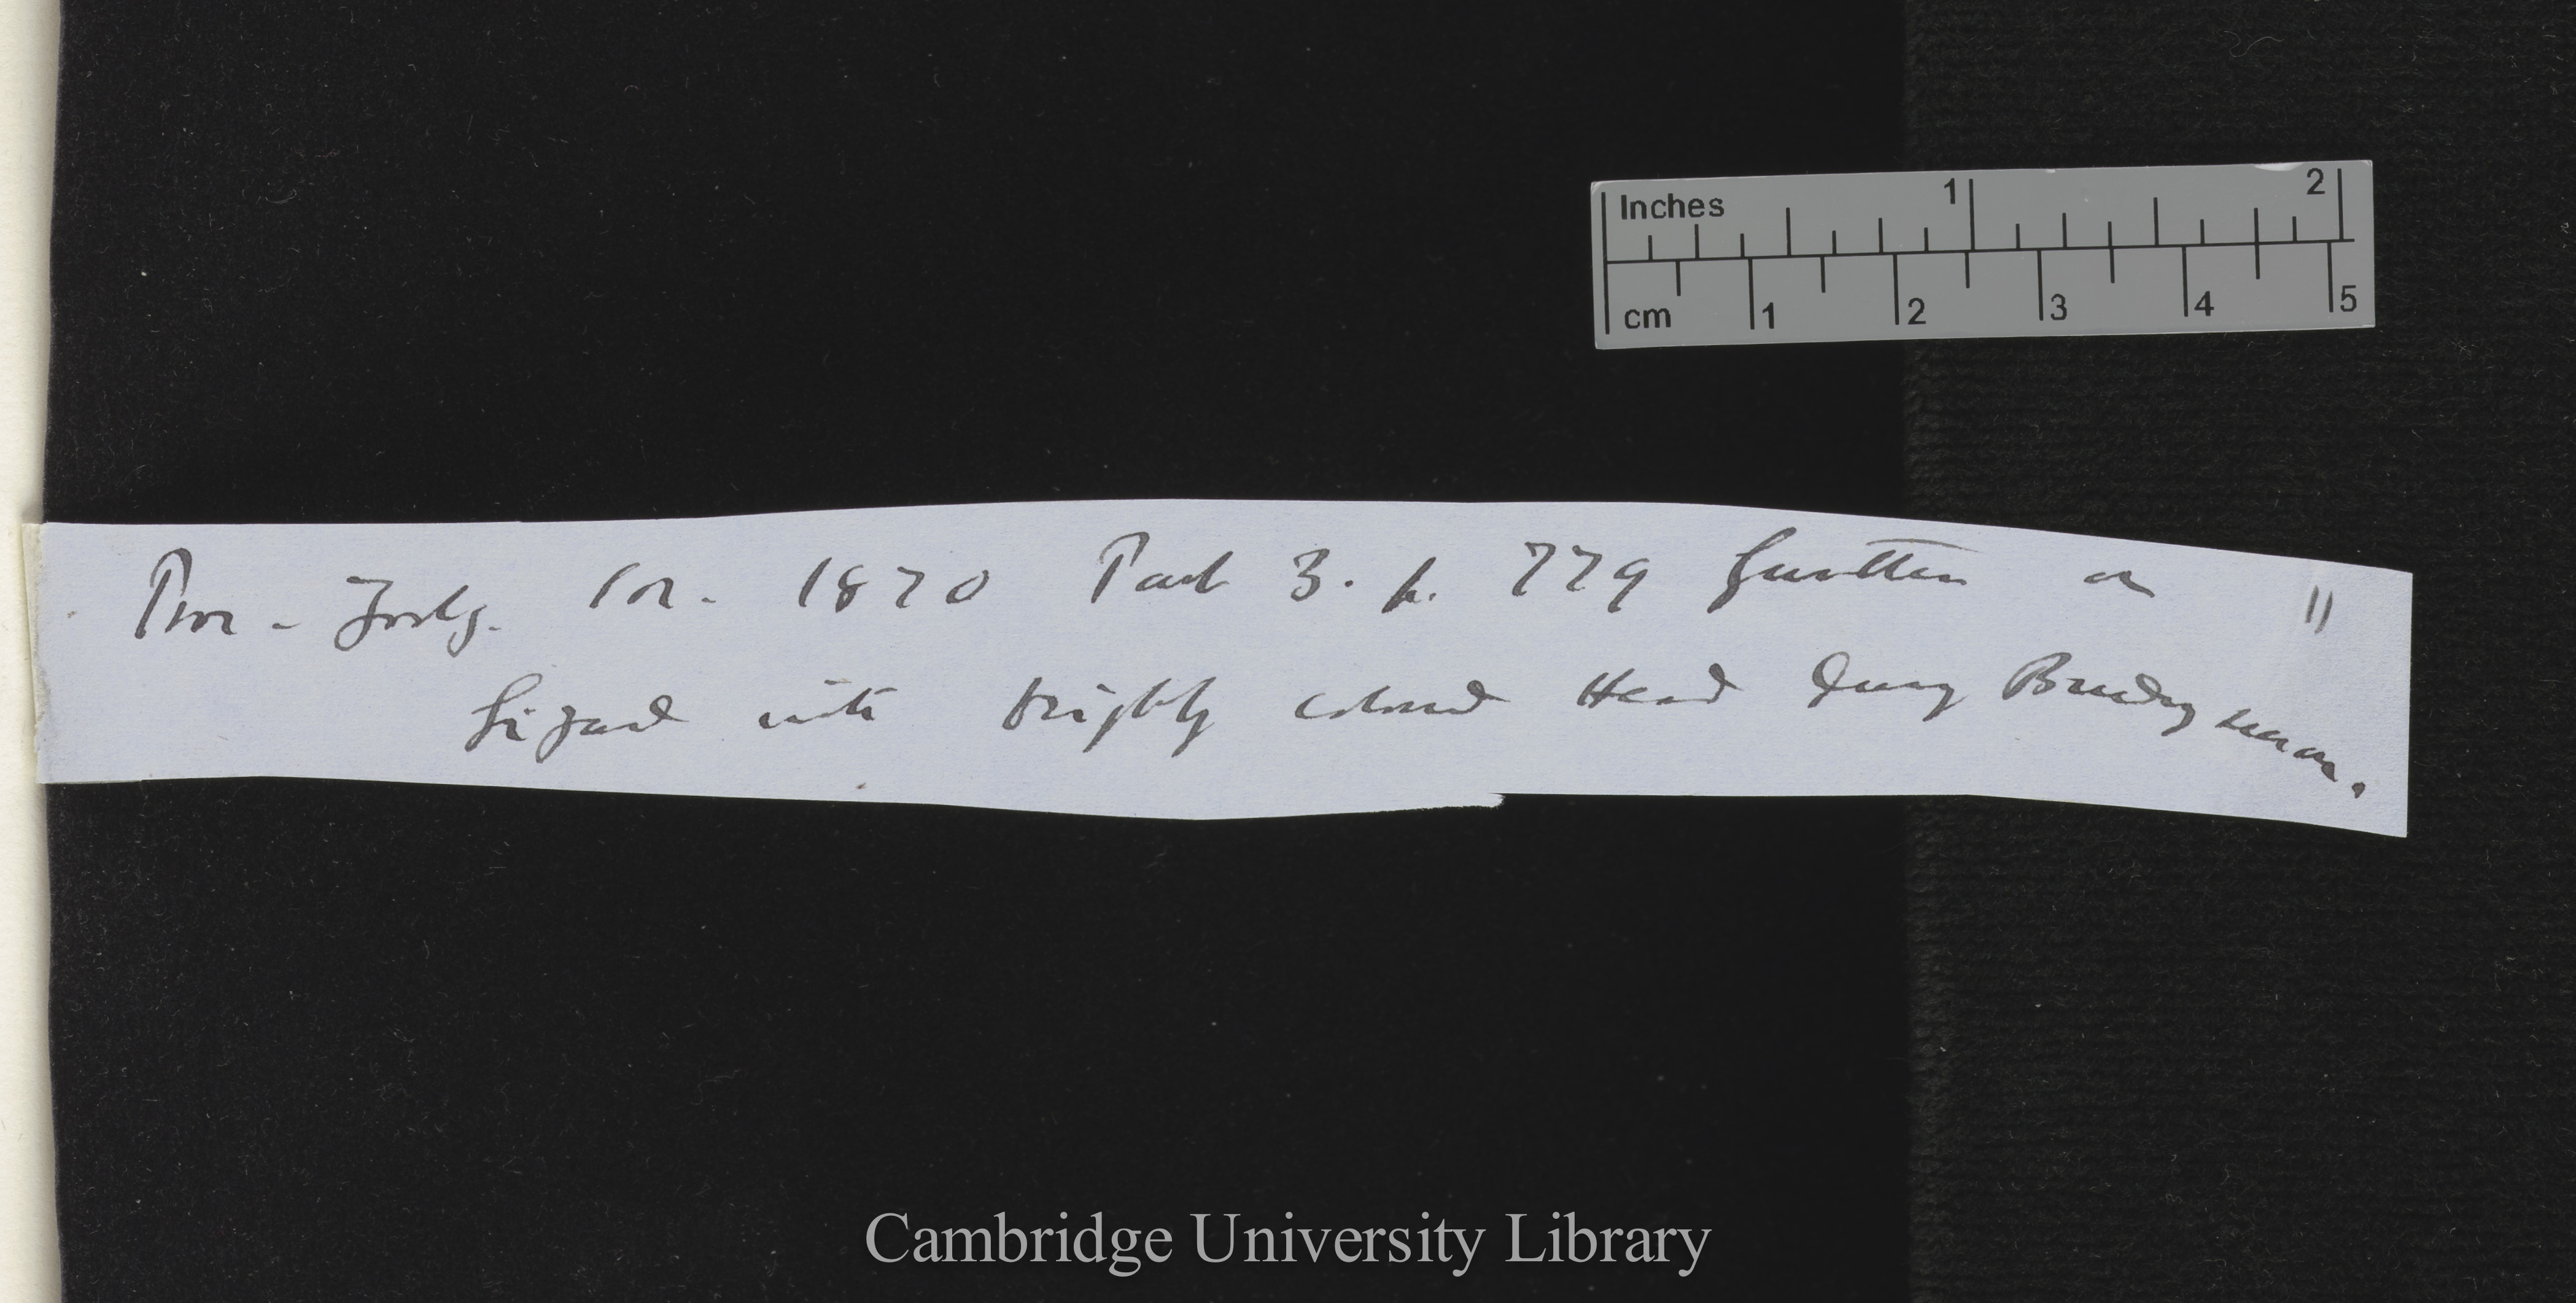 Inches 1 2
cm 1 2 3 4 5
Proc - Zoolg. Soc. 1870 Part 3. p. 779 Gunther on
11
Lizard with brightly coloured Head during Breeding season.
Cambridge University Library